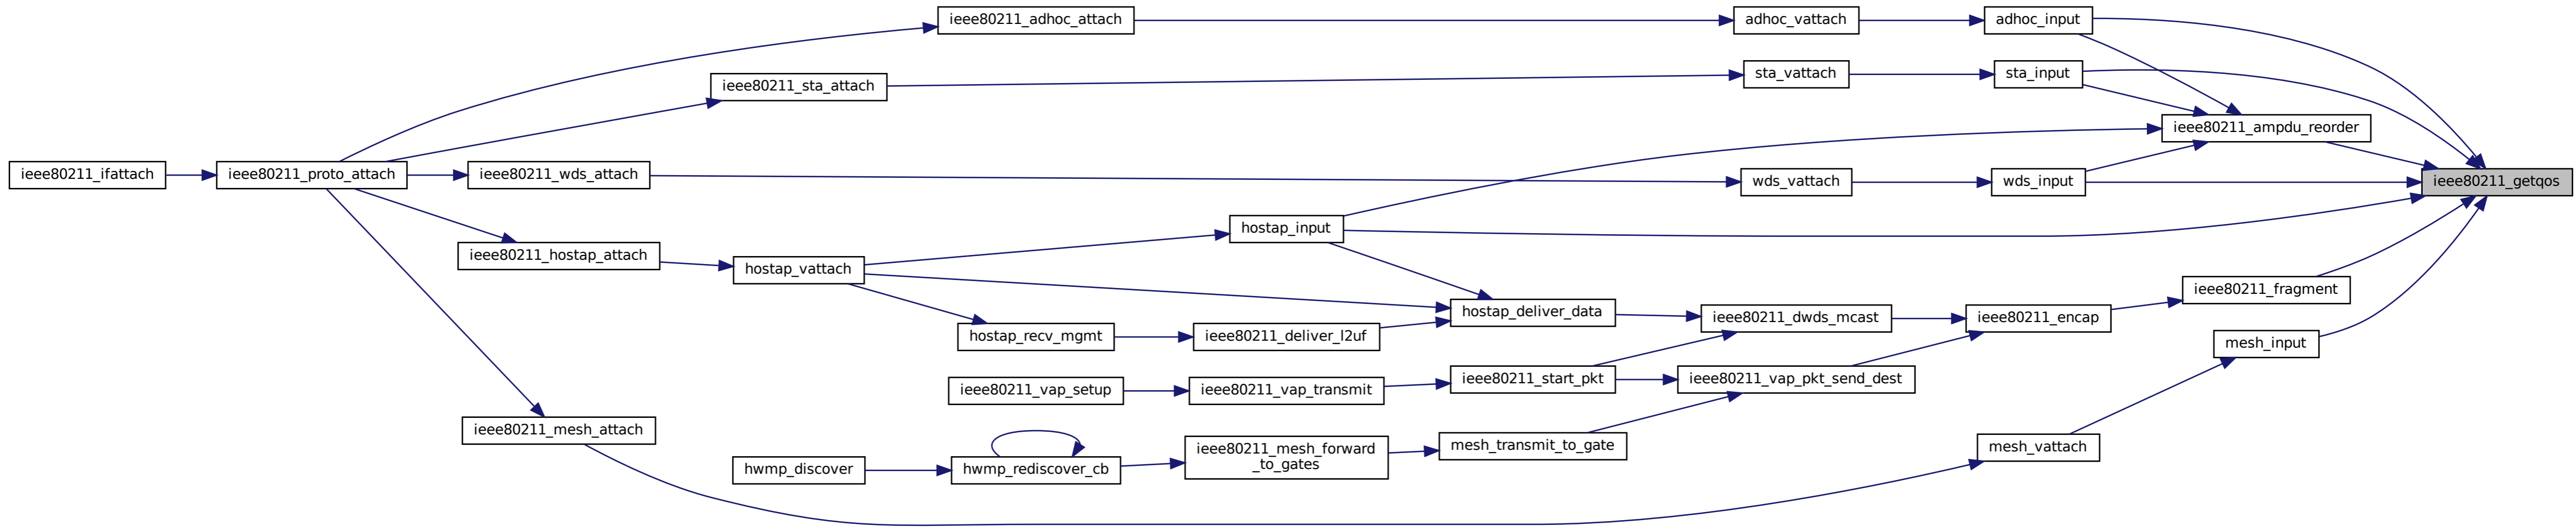 ieee80211_adhoc_attach
adhoc_vattach
adhoc_input
ieee80211_sta_attach
sta_vattach
sta_input
ieee80211_ampdu_reorder
ieee80211_ifattach
ieee80211_proto_attach
ieee80211_wds_attach
wds_vattach
wds_input
ieee80211_getqos
hostap_input
ieee80211_hostap_attach
hostap_vattach
ieee80211_fragment
hostap_deliver_data
ieee80211_dwds_mcast
ieee80211_encap
hostap_recv_mgmt
ieee80211_deliver_l2uf
mesh_input
ieee80211_vap_setup
ieee80211_vap_transmit
ieee80211_start_pkt
ieee80211_vap_pkt_send_dest
ieee80211_mesh_attach
mesh_transmit_to_gate
mesh_vattach
hwmp_discover
hwmp_rediscover_cb
ieee80211_mesh_forward
_to_gates